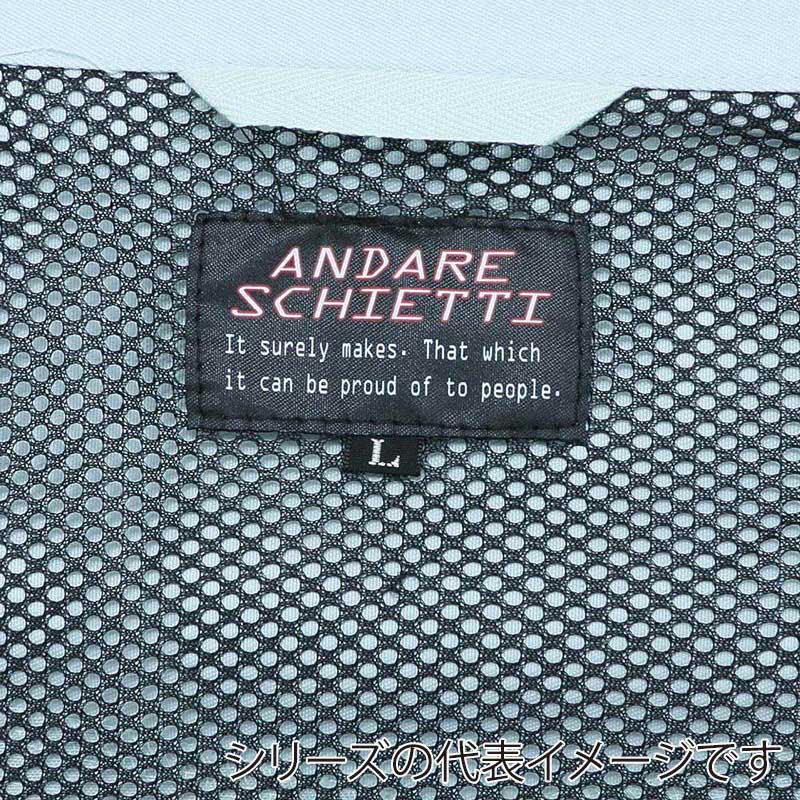 ANDARE
SCHIETTI
It surely makes. That which
it can be proud of to people.
L
シリーズの代表イメージです